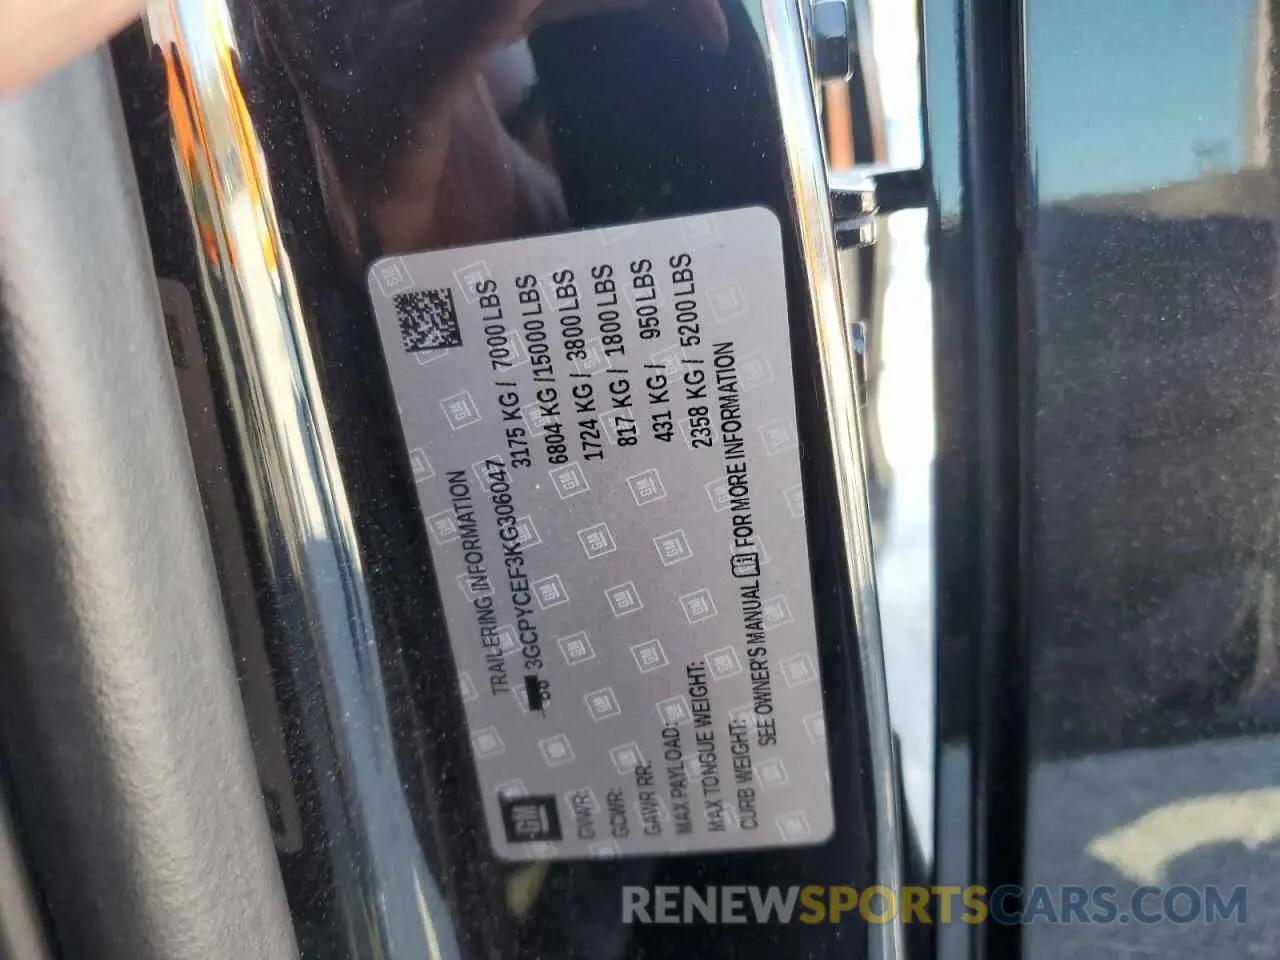 TRAILERING INFORMATION
3GCPYCEF3KG306047
GM
GVWR: 3175 KG / 7000 LBS
GCWR: 6804 KG / 15000 LBS
GAWR RR: 1724 KG / 3800 LBS
MAX PAYLOAD: 817 KG / 1800 LBS
MAX TONGUE WEIGHT: 431 KG / 950 LBS
CURB WEIGHT: 2358 KG / 5200 LBS
SEE OWNER'S MANUAL FOR MORE INFORMATION
RENEWSPORTSCARS.COM